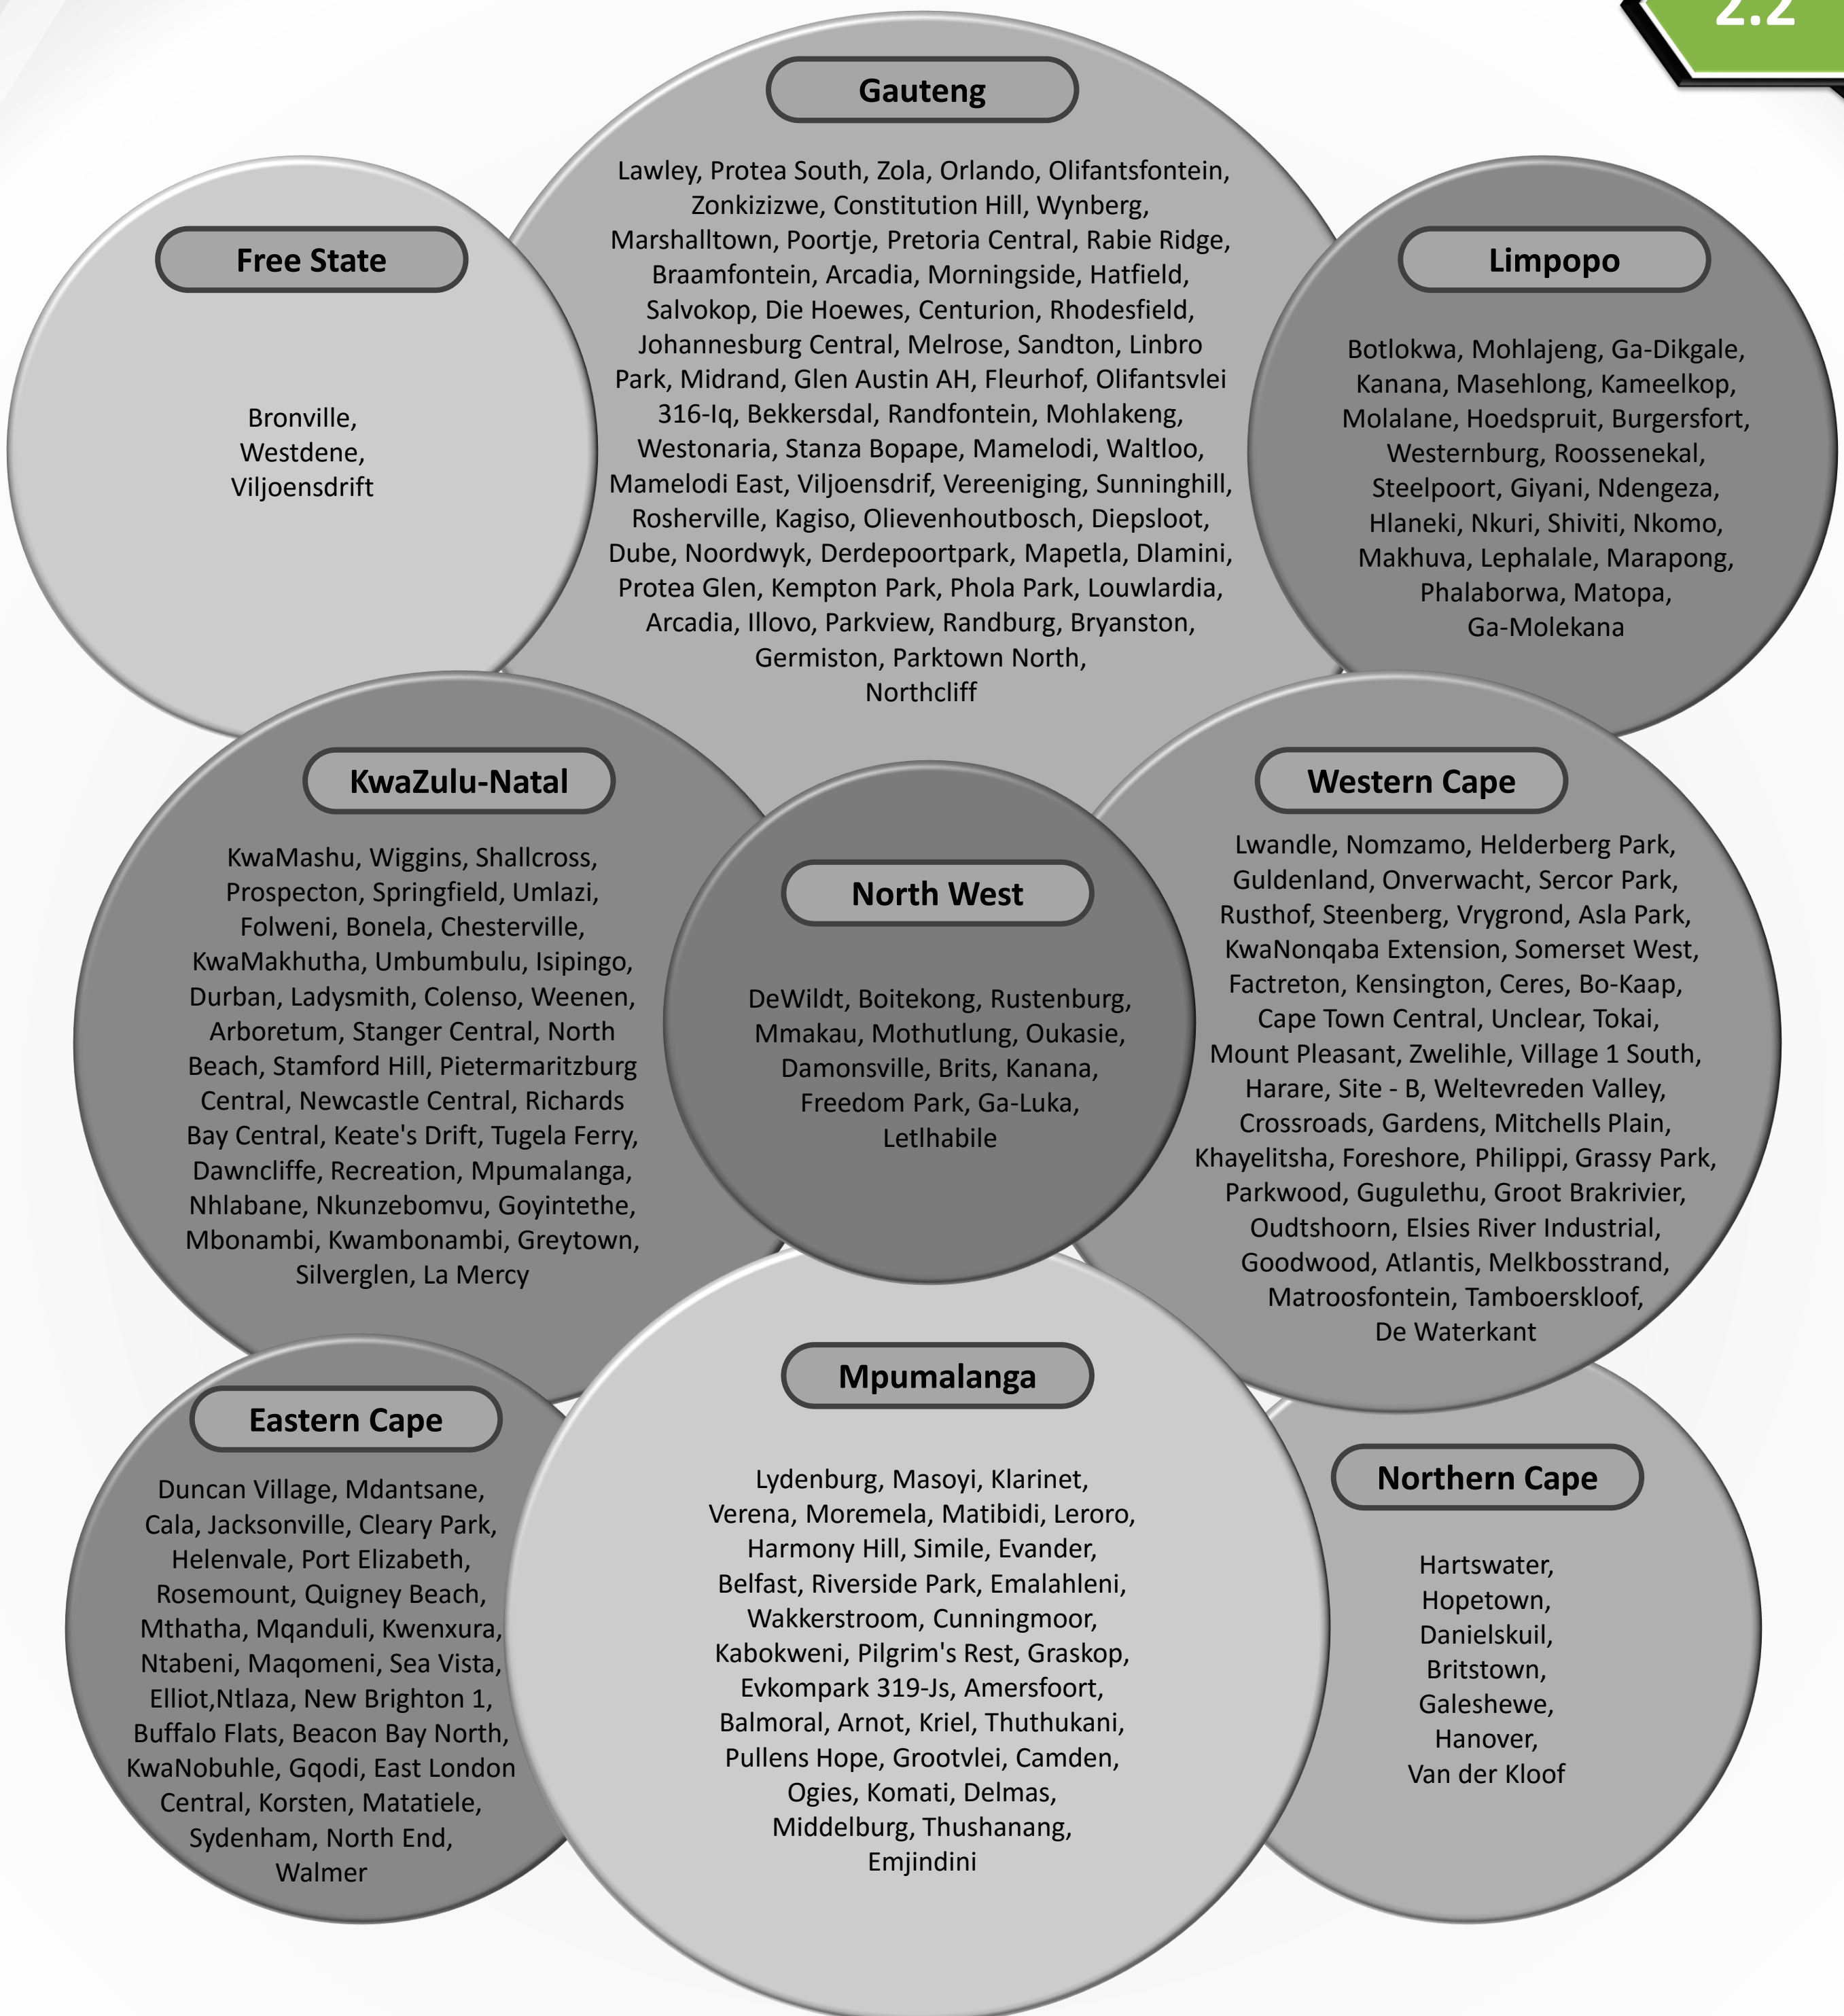 2.2
Gauteng
Lawley, Protea South, Zola, Orlando, Olifantsfontein,
Zonkizizwe, Constitution Hill, Wynberg,
Marshalltown, Poortje, Pretoria Central, Rabie Ridge,
Braamfontein, Arcadia, Morningside, Hatfield,
Salvokop, Die Hoewes, Centurion, Rhodesfield,
Johannesburg Central, Melrose, Sandton, Linbro
Park, Midrand, Glen Austin AH, Fleurhof, Olifantsvlei
316-Iq, Bekkersdal, Randfontein, Mohlakeng,
Westonaria, Stanza Bopape, Mamelodi, Waltloo,
Mamelodi East, Viljoensdrif, Vereeniging, Sunninghill,
Rosherville, Kagiso, Olievenhoutbosch, Diepsloot,
Dube, Noordwyk, Derdepoortpark, Mapetla, Dlamini,
Protea Glen, Kempton Park, Phola Park, Louwlardia,
Arcadia, Illovo, Parkview, Randburg, Bryanston,
Germiston, Parktown North,
Northcliff
Free State
Bronville,
Westdene,
Viljoensdrift
Limpopo
Botlokwa, Mohlajeng, Ga-Dikgale,
Kanana, Masehlong, Kameelkop,
Molalane, Hoedspruit, Burgersfort,
Westernburg, Roossenekal,
Steelpoort, Giyani, Ndengeza,
Hlaneki, Nkuri, Shiviti, Nkomo,
Makhuva, Lephalale, Marapong,
Phalaborwa, Matopa,
Ga-Molekana
KwaZulu-Natal
KwaMashu, Wiggins, Shallcross,
Prospecton, Springfield, Umlazi,
Folweni, Bonela, Chesterville,
KwaMakhutha, Umbumbulu, Isipingo,
Durban, Ladysmith, Colenso, Weenen,
Arboretum, Stanger Central, North
Beach, Stamford Hill, Pietermaritzburg
Central, Newcastle Central, Richards
Bay Central, Keate's Drift, Tugela Ferry,
Dawncliffe, Recreation, Mpumalanga,
Nhlabane, Nkunzebomvu, Goyintethe,
Mbonambi, Kwambonambi, Greytown,
Silverglen, La Mercy
North West
DeWildt, Boitekong, Rustenburg,
Mmakau, Mothutlung, Oukasie,
Damonsville, Brits, Kanana,
Freedom Park, Ga-Luka,
Letlhabile
Western Cape
Lwandle, Nomzamo, Helderberg Park,
Guldenland, Onverwacht, Sercor Park,
Rusthof, Steenberg, Vrygrond, Asla Park,
KwaNonqaba Extension, Somerset West,
Factreton, Kensington, Ceres, Bo-Kaap,
Cape Town Central, Unclear, Tokai,
Mount Pleasant, Zwelihle, Village 1 South,
Harare, Site - B, Weltevreden Valley,
Crossroads, Gardens, Mitchells Plain,
Khayelitsha, Foreshore, Philippi, Grassy Park,
Parkwood, Gugulethu, Groot Brakrivier,
Oudtshoorn, Elsies River Industrial,
Goodwood, Atlantis, Melkbosstrand,
Matroosfontein, Tamboerskloof,
De Waterkant
Eastern Cape
Duncan Village, Mdantsane,
Cala, Jacksonville, Cleary Park,
Helenvale, Port Elizabeth,
Rosemount, Quigney Beach,
Mthatha, Mqanduli, Kwenxura,
Ntabeni, Maqomeni, Sea Vista,
Elliot,Ntlaza, New Brighton 1,
Buffalo Flats, Beacon Bay North,
KwaNobuhle, Gqodi, East London
Central, Korsten, Matatiele,
Sydenham, North End,
Walmer
Mpumalanga
Lydenburg, Masoyi, Klarinet,
Verena, Moremela, Matibidi, Leroro,
Harmony Hill, Simile, Evander,
Belfast, Riverside Park, Emalahleni,
Wakkerstroom, Cunningmoor,
Kabokweni, Pilgrim's Rest, Graskop,
Evkompark 319-Js, Amersfoort,
Balmoral, Arnot, Kriel, Thuthukani,
Pullens Hope, Grootvlei, Camden,
Ogies, Komati, Delmas,
Middelburg, Thushanang,
Emjindini
Northern Cape
Hartswater,
Hopetown,
Danielskuil,
Britstown,
Galeshewe,
Hanover,
Van der Kloof